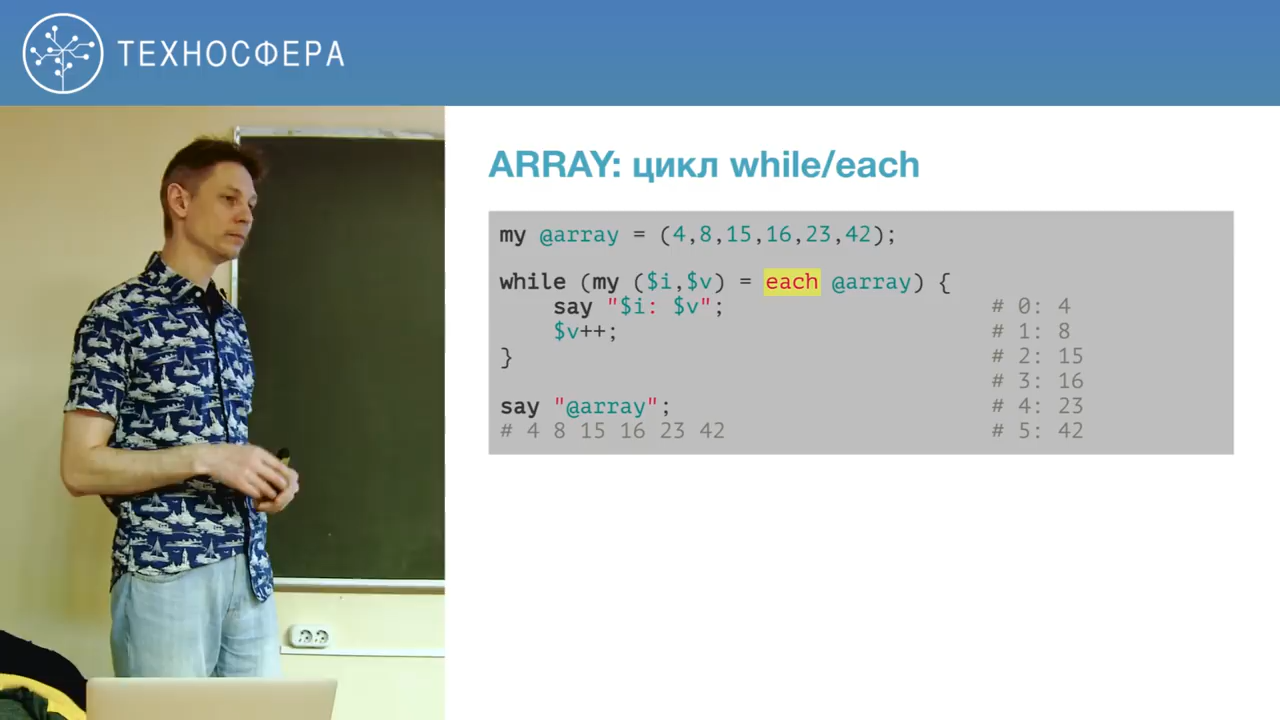 ТЕХНОСФЕРА
ARRAY: цикл while/each
my @array = (4,8,15,16,23,42);
while (my ($i,$v) = each @array) {
    say "$i: $v";                    # 0: 4
    $v++;                            # 1: 8
}                                    # 2: 15
                                     # 3: 16
say "@array";                        # 4: 23
# 4 8 15 16 23 42                    # 5: 42